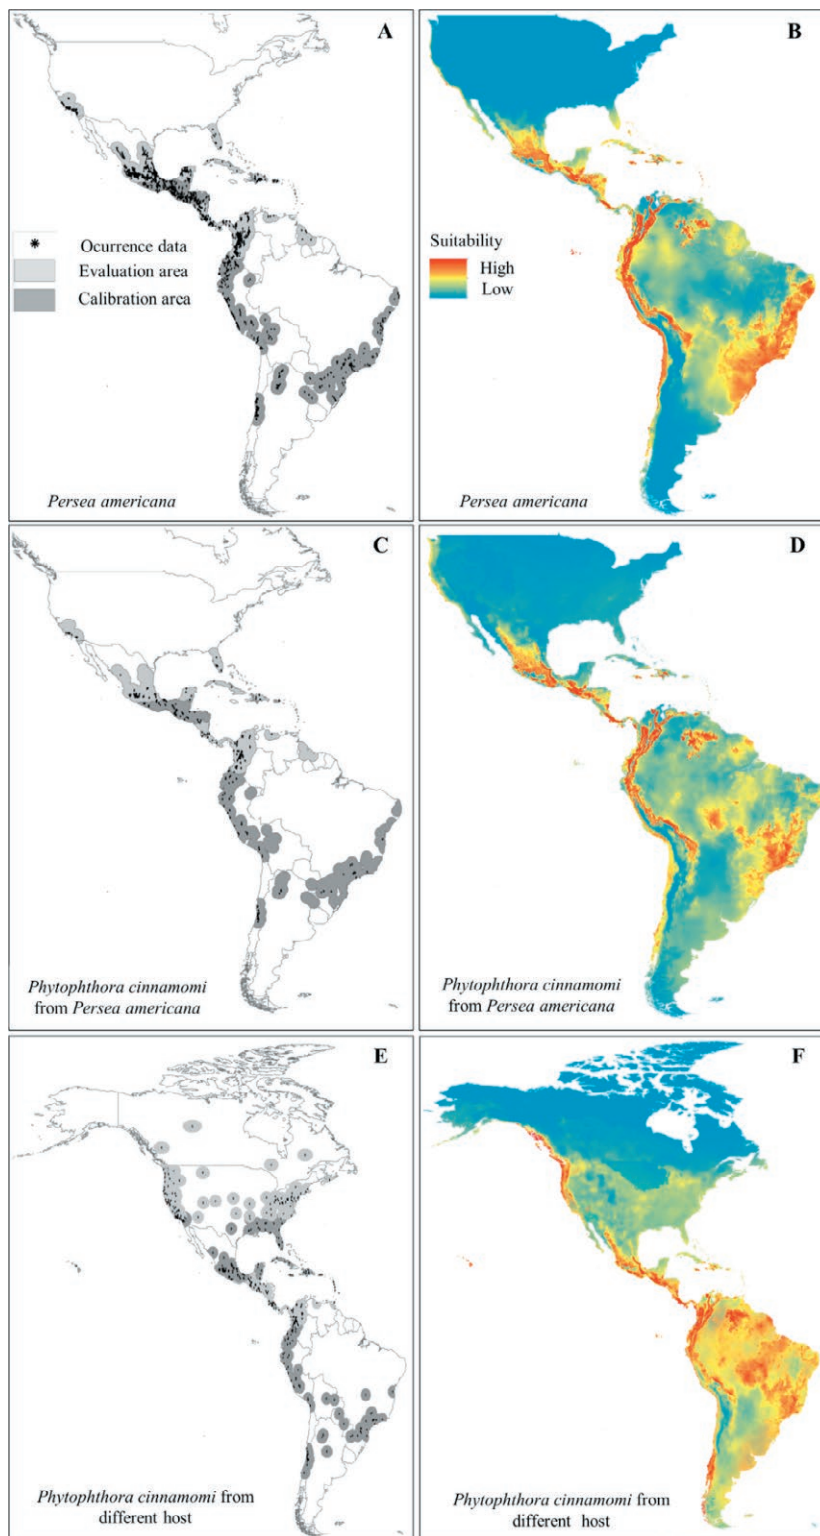 A
Ocurrence data
Evaluation area
Calibration area
Persea americana
B
Suitability
High
Low
Persea americana
C
Phytophthora cinnamomi
from Persea americana
D
Phytophthora cinnamomi
from Persea americana
E
Phytophthora cinnamomi from
different host
F
Phytophthora cinnamomi from
different host